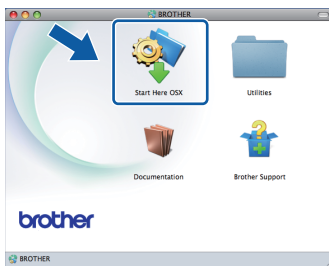 BROTHER
Start Here OSX
Utilities
Documentation
Brother Support
brother
BROTHER